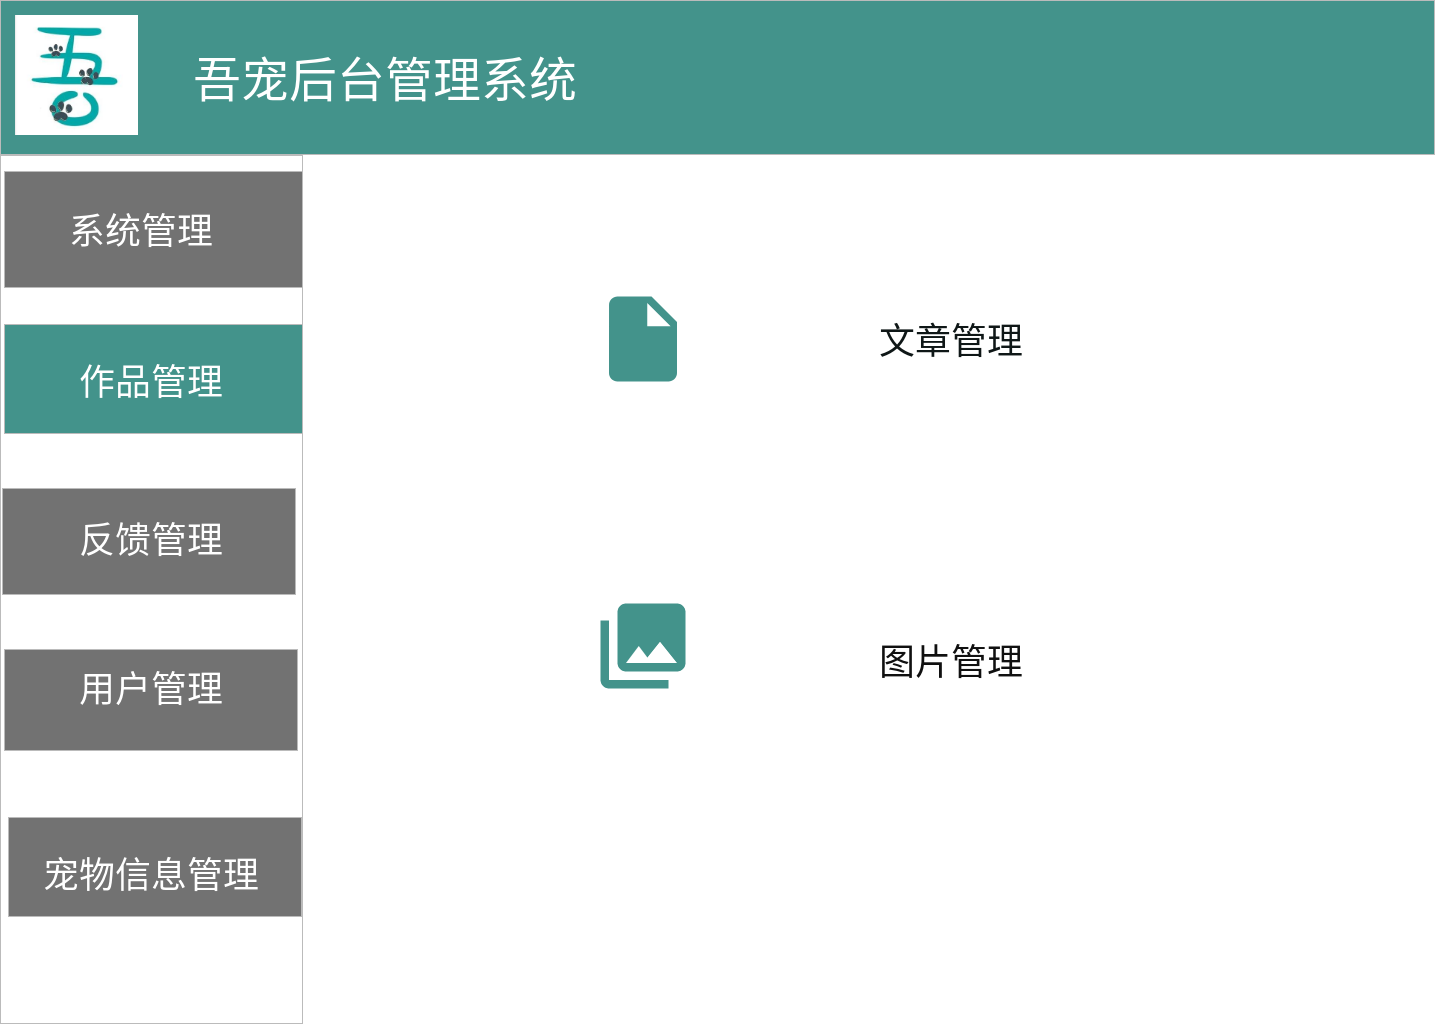 吾
吾宠后台管理系统
系统管理
作品管理
反馈管理
用户管理
宠物信息管理
文章管理
图片管理